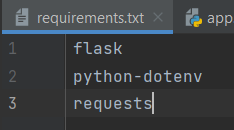 requirements.txt
app
1
flask
2
python-dotenv
3
requests